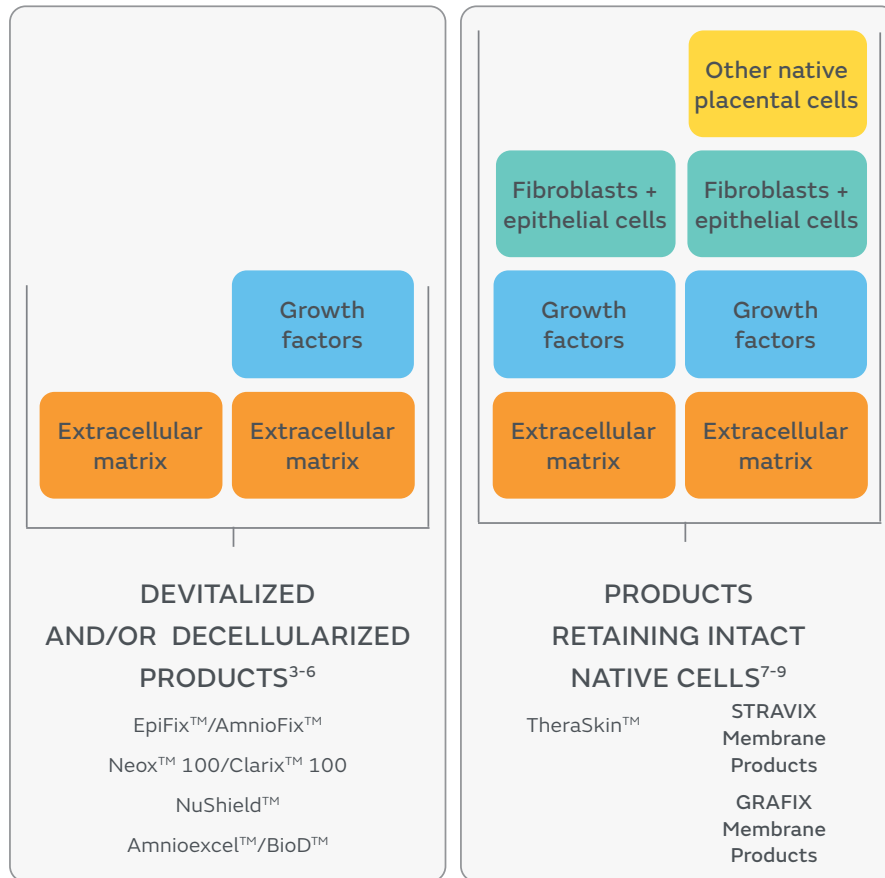 Growth
factors
Extracellular
matrix
Extracellular
matrix
DEVITALIZED
AND/OR DECELLULARIZED
PRODUCTS3-6
EpiFix™/AmnioFix™
Neox™ 100/Clarix™ 100
NuShield™
Amnioexcel™/BioD™
Other native
placental cells
Fibroblasts +
epithelial cells
Fibroblasts +
epithelial cells
Growth
factors
Growth
factors
Extracellular
matrix
Extracellular
matrix
PRODUCTS
RETAINING INTACT
NATIVE CELLS7-9
TheraSkin™
STRAVIX
Membrane
Products
GRAFIX
Membrane
Products